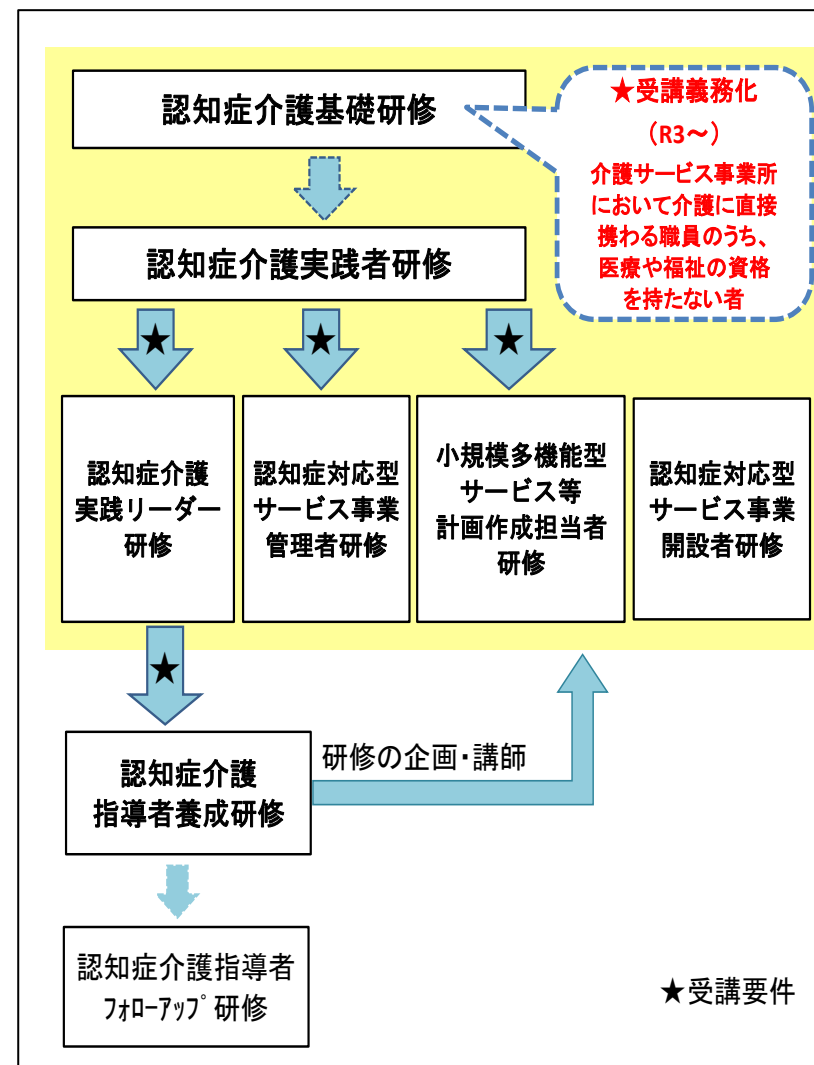 認知症介護基礎研修
★受講義務化
（R3～）
介護サービス事業所
において介護に直接
携わる職員のうち、
医療や福祉の資格
を持たない者
認知症介護実践者研修
★
★
★
認知症介護
実践リーダー
研修
認知症対応型
サービス事業
管理者研修
小規模多機能型
サービス等
計画作成担当者
研修
認知症対応型
サービス事業
開設者研修
★
認知症介護
指導者養成研修
研修の企画・講師
認知症介護指導者
ﾌｫﾛｰｱｯﾌﾟ研修
★受講要件